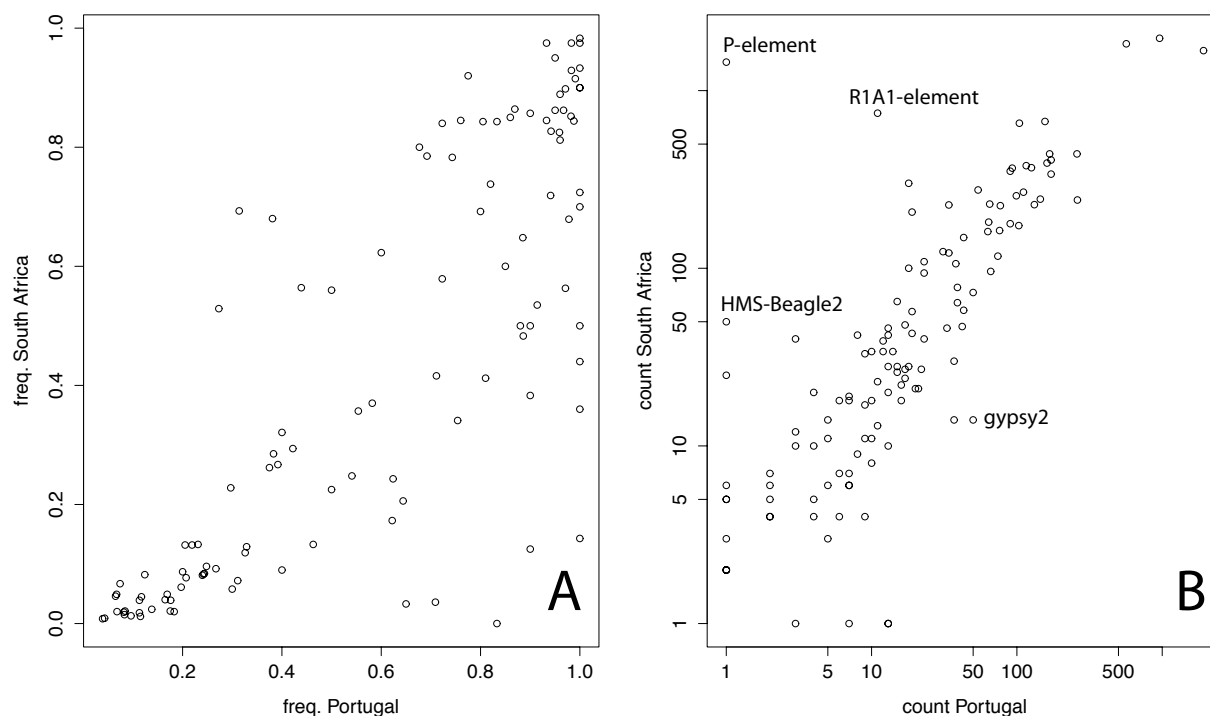 1.0
0.8
0.6
0.4
0.2
0.0
freq. South Africa
0.2
0.4
0.6
0.8
1.0
freq. Portugal
A
P-element
R1A1-element
HMS-Beagle2
gypsy2
500
100
50
10
5
1
count South Africa
1
5
10
50
100
500
count Portugal
B